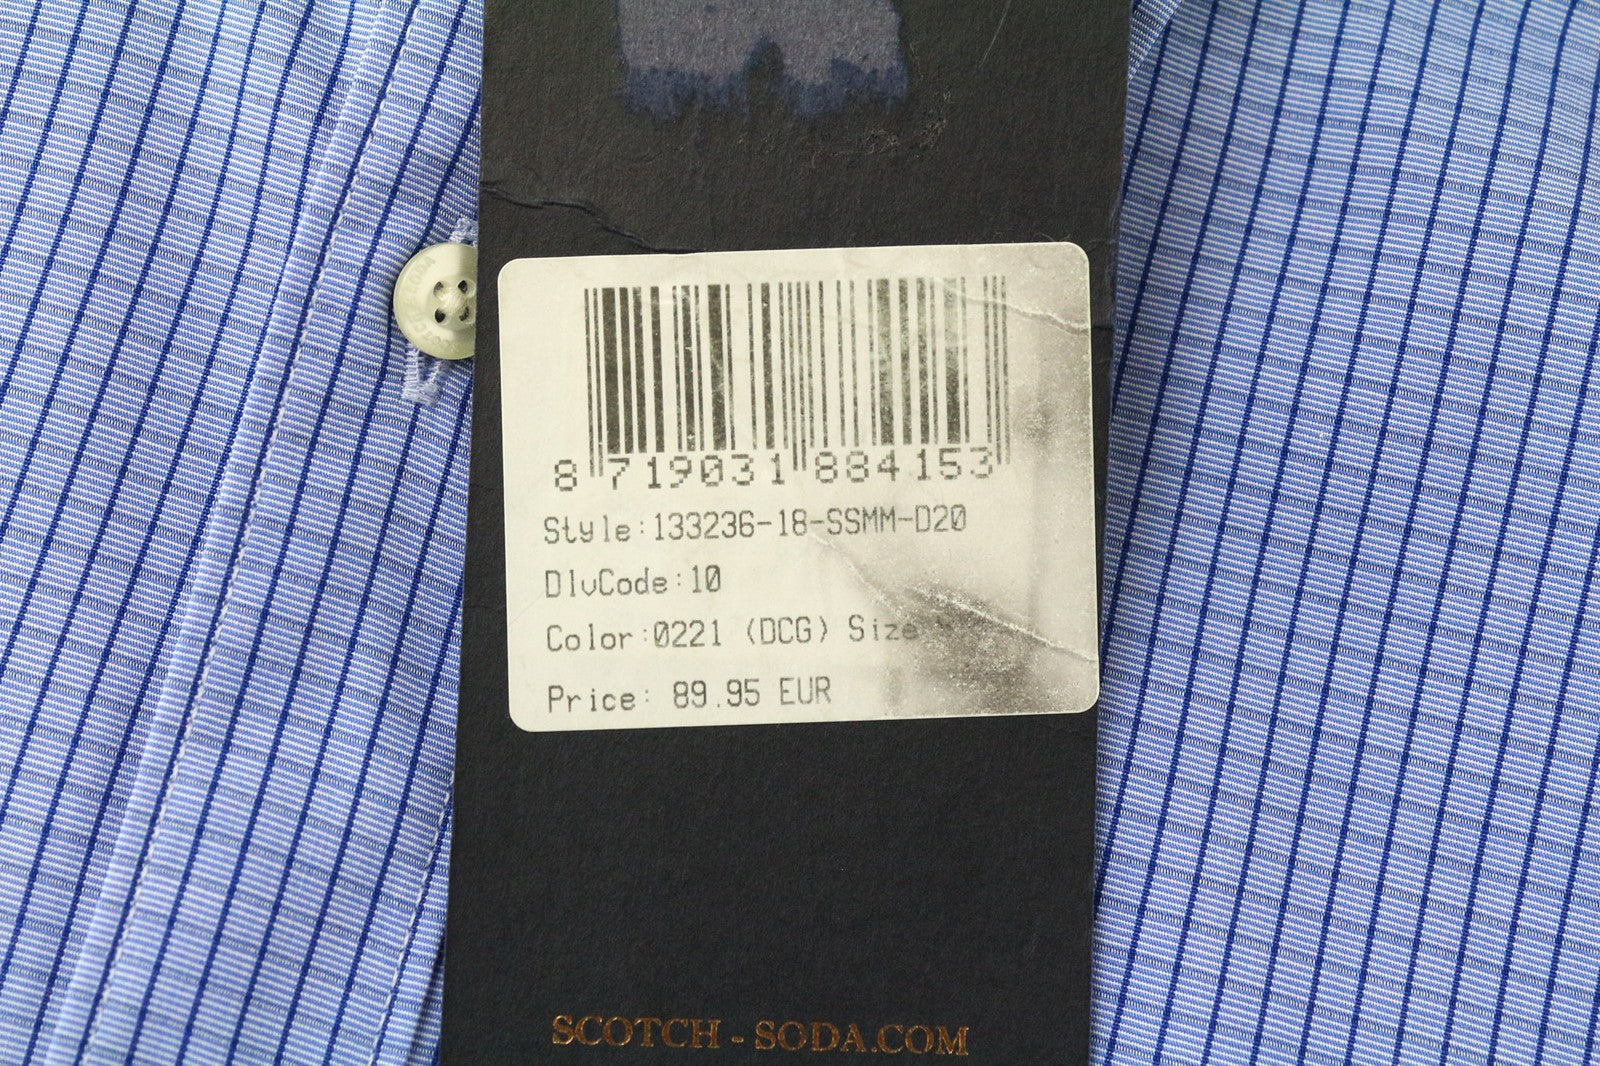 8 719031 884153
Style:133236-18-SSMM-D20
DlvCode:10
Color:0221 (DCG) Size
Price: 89.95 EUR
SCOTCH-SODA.COM